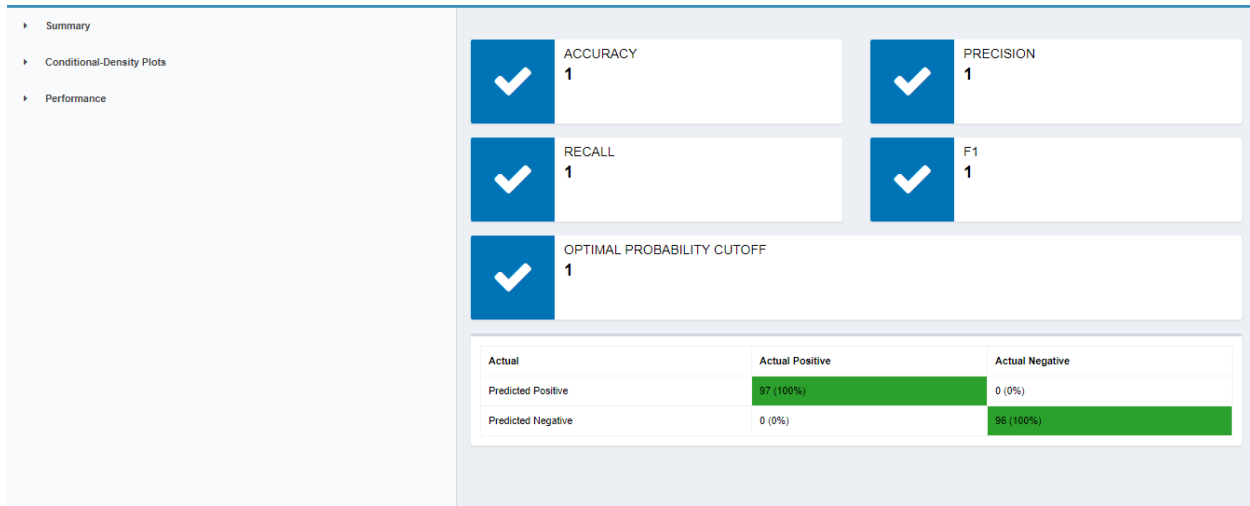 Summary
Conditional-Density Plots
Performance
ACCURACY
1
PRECISION
1
RECALL
1
F1
1
OPTIMAL PROBABILITY CUTOFF
1
Actual Actual Positive Actual Negative
Predicted Positive 97 (100%) 0 (0%)
Predicted Negative 0 (0%) 96 (100%)